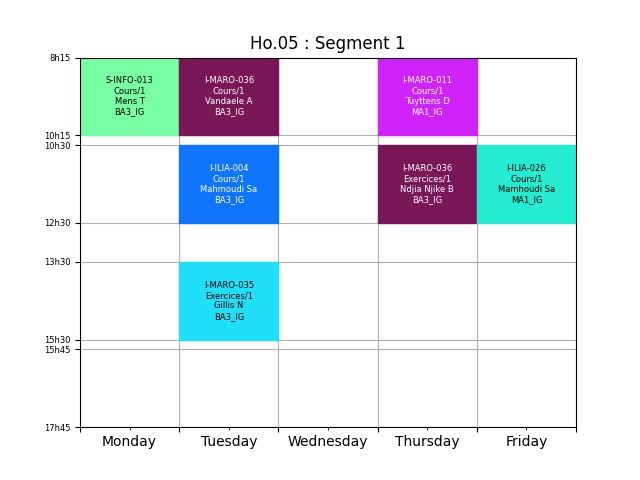 Ho.05 : Segment 1
8h15
S-INFO-013
Cours/1
Mens T
BA3_IG
I-MARO-036
Cours/1
Vandaele A
BA3_IG
I-MARO-011
Cours/1
Tuyttens D
MA1_IG
10h15
10h30
I-ILIA-004
Cours/1
Mahmoudi Sa
BA3_IG
I-MARO-036
Exercices/1
Ndjia Njike B
BA3_IG
I-ILIA-026
Cours/1
Mamhoudi Sa
MA1_IG
12h30
13h30
I-MARO-035
Exercices/1
Gillis N
BA3_IG
15h30
15h45
17h45
Monday
Tuesday
Wednesday
Thursday
Friday